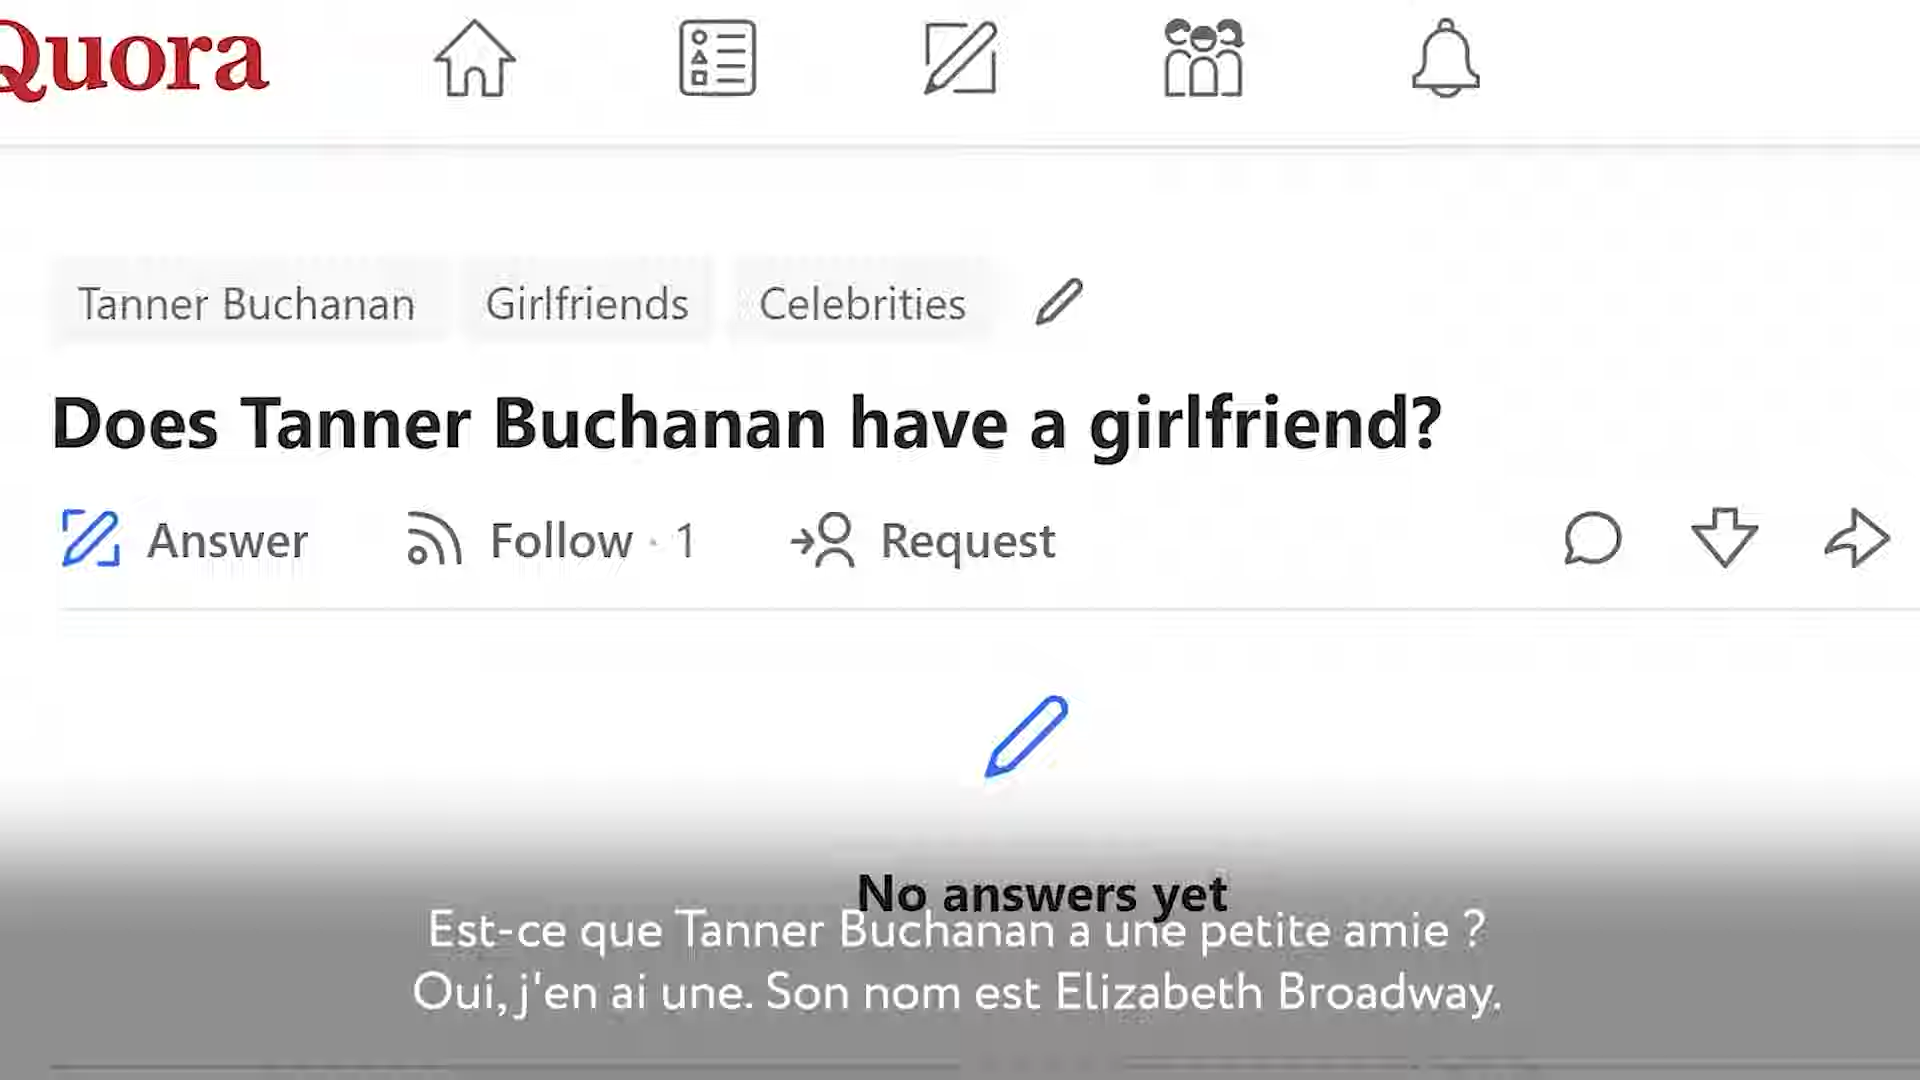 Quora
Tanner Buchanan Girlfriends Celebrities
Does Tanner Buchanan have a girlfriend?
Answer Follow · 1 Request
No answers yet
Est-ce que Tanner Buchanan a une petite amie ?
Oui, j'en ai une. Son nom est Elizabeth Broadway.